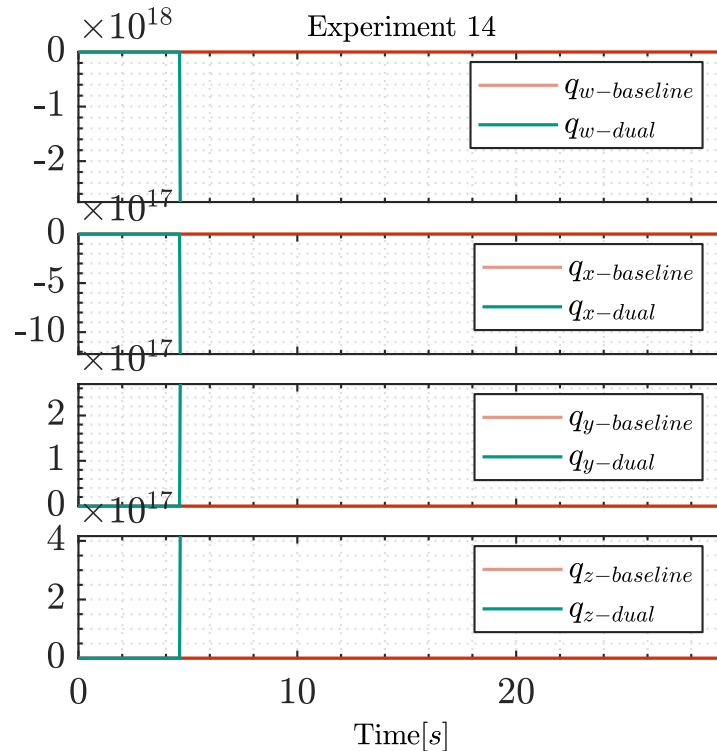 ×10^18
Experiment 14
0
-1
-2
q_w−baseline
q_w−dual
×10^17
0
-5
-10
q_x−baseline
q_x−dual
×10^17
2
1
0
q_y−baseline
q_y−dual
×10^17
4
2
0
q_z−baseline
q_z−dual
0 10 20
Time[s]